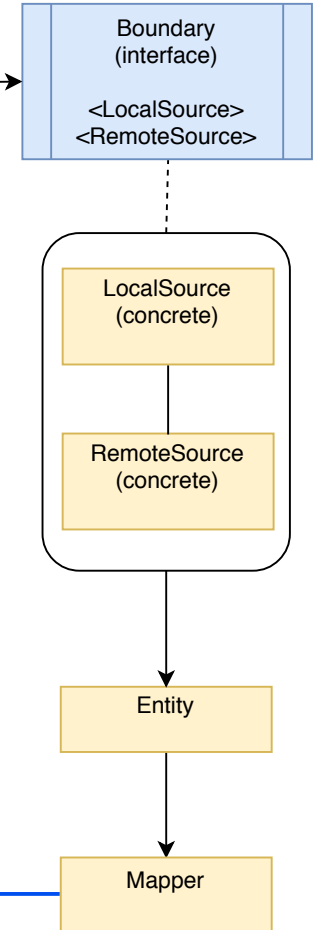 Boundary
(interface)
<LocalSource>
<RemoteSource>
LocalSource
(concrete)
RemoteSource
(concrete)
Entity
Mapper